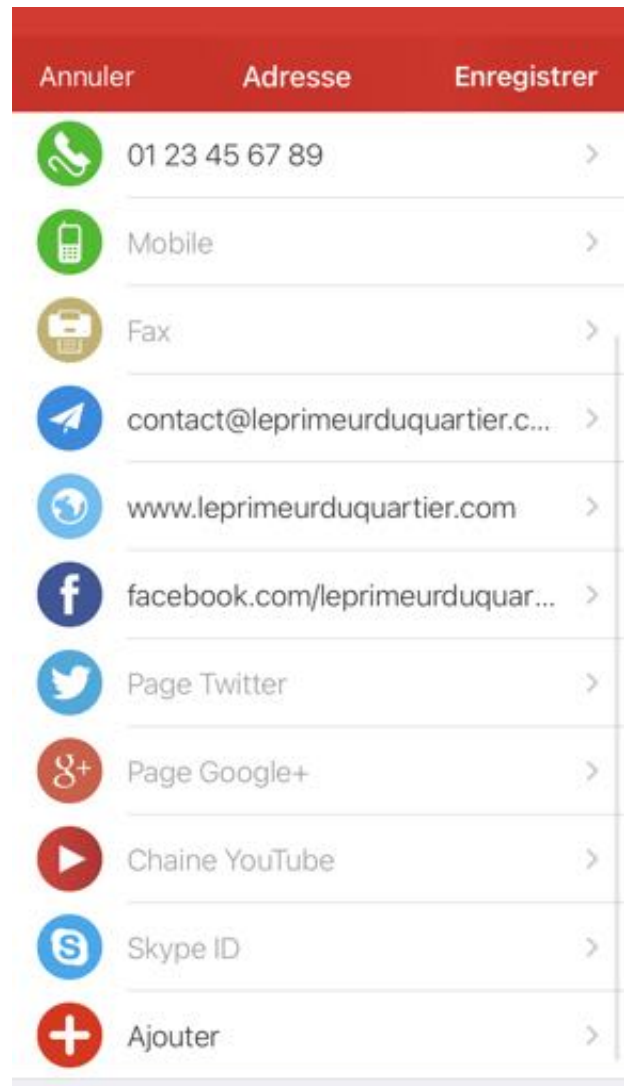 Annuler Adresse Enregistrer
01 23 45 67 89
Mobile
Fax
contact@leprimeurduquartier.c...
www.leprimeurduquartier.com
facebook.com/leprimeurduquar...
Page Twitter
Page Google+
Chaine YouTube
Skype ID
Ajouter